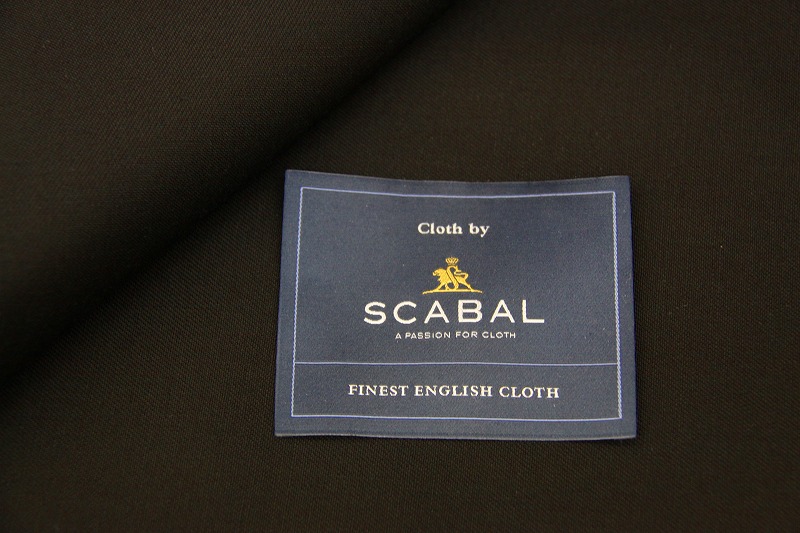 Cloth by
SCABAL
A PASSION FOR CLOTH
FINEST ENGLISH CLOTH